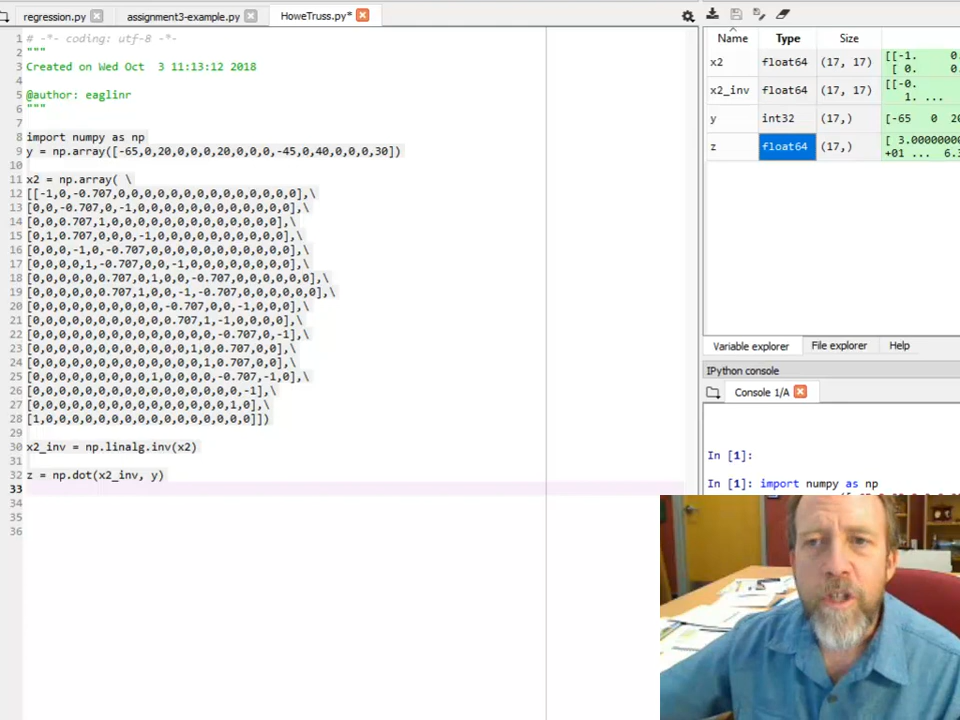 regression.py
assignment3-example.py
HoweTruss.py*
1 # -*- coding: utf-8 -*-
2 """
3 Created on Wed Oct  3 11:13:12 2018
4
5 @author: eaglinr
6 """
7
8 import numpy as np
9 y = np.array([-65,0,20,0,0,0,20,0,0,0,-45,0,40,0,0,0,30])
10
11 x2 = np.array( \
12 [[-1,0,-0.707,0,0,0,0,0,0,0,0,0,0,0,0,0,0],\
13 [0,0,-0.707,0,-1,0,0,0,0,0,0,0,0,0,0,0,0],\
14 [0,0,0.707,1,0,0,0,0,0,0,0,0,0,0,0,0,0],\
15 [0,1,0.707,0,0,0,-1,0,0,0,0,0,0,0,0,0,0],\
16 [0,0,0,-1,0,-0.707,0,0,0,0,0,0,0,0,0,0,0],\
17 [0,0,0,0,1,-0.707,0,0,-1,0,0,0,0,0,0,0,0],\
18 [0,0,0,0,0,0.707,0,1,0,0,-0.707,0,0,0,0,0,0],\
19 [0,0,0,0,0,0.707,1,0,0,-1,-0.707,0,0,0,0,0,0],\
20 [0,0,0,0,0,0,0,0,0,0,-0.707,0,0,-1,0,0,0],\
21 [0,0,0,0,0,0,0,0,0,0,0.707,1,-1,0,0,0,0],\
22 [0,0,0,0,0,0,0,0,0,0,0,0,0,0,-0.707,0,-1],\
23 [0,0,0,0,0,0,0,0,0,0,0,0,1,0,0.707,0,0],\
24 [0,0,0,0,0,0,0,0,0,0,0,0,0,1,0.707,0,0],\
25 [0,0,0,0,0,0,0,0,0,1,0,0,0,0,-0.707,-1,0],\
26 [0,0,0,0,0,0,0,0,0,0,0,0,0,0,0,0,-1],\
27 [0,0,0,0,0,0,0,0,0,0,0,0,0,0,0,1,0],\
28 [1,0,0,0,0,0,0,0,0,0,0,0,0,0,0,0,0]])
29
30 x2_inv = np.linalg.inv(x2)
31
32 z = np.dot(x2_inv, y)
33
34
35
36
Name Type Size
x2 float64 (17, 17) [[-1. 0.
[ 0. 0.
x2_inv float64 (17, 17) [[-0.
1. ...
y int32 (17,) [-65 0 20
z float64 (17,) [ 3.00000000
+01 ... 6.3
Variable explorer File explorer Help
IPython console
Console 1/A
In [1]:
In [1]: import numpy as np